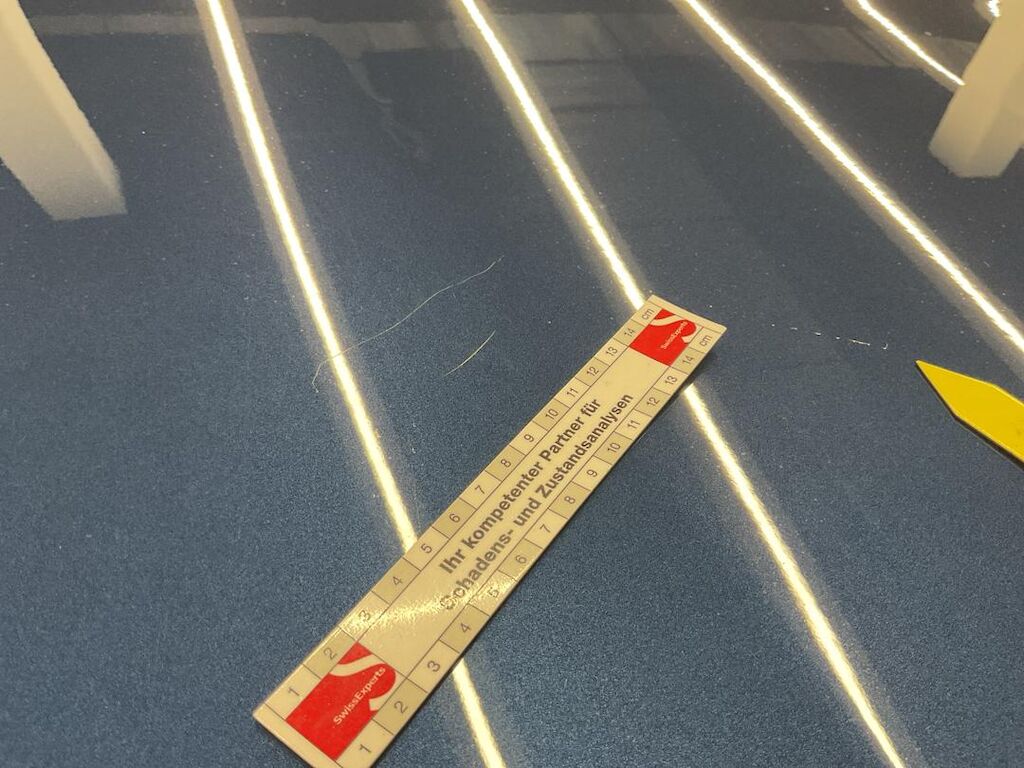 1 2 3 4 5 6 7 8 9 10 11 12 13 14 cm
SwissExperts
Ihr kompetenter Partner für
Schadens- und Zustandsanalysen
SwissExperts
1 2 3 4 5 6 7 8 9 10 11 12 13 14 cm